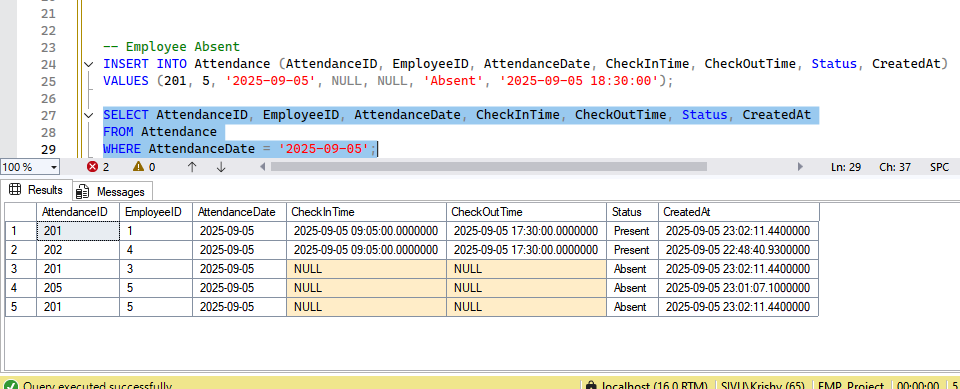 21
22
23 -- Employee Absent
24 INSERT INTO Attendance (AttendanceID, EmployeeID, AttendanceDate, CheckInTime, CheckOutTime, Status, CreatedAt)
25 VALUES (201, 5, '2025-09-05', NULL, NULL, 'Absent', '2025-09-05 18:30:00');
26
27 SELECT AttendanceID, EmployeeID, AttendanceDate, CheckInTime, CheckOutTime, Status, CreatedAt
28 FROM Attendance
29 WHERE AttendanceDate = '2025-09-05';
100 % 2 0 Ln: 29 Ch: 37 SPC
Results Messages
AttendanceID EmployeeID AttendanceDate CheckInTime CheckOutTime Status CreatedAt
1 201 1 2025-09-05 2025-09-05 09:05:00.0000000 2025-09-05 17:30:00.0000000 Present 2025-09-05 23:02:11.4400000
2 202 4 2025-09-05 2025-09-05 09:05:00.0000000 2025-09-05 17:30:00.0000000 Present 2025-09-05 22:48:40.9300000
3 201 3 2025-09-05 NULL NULL Absent 2025-09-05 23:02:11.4400000
4 205 5 2025-09-05 NULL NULL Absent 2025-09-05 23:01:07.1000000
5 201 5 2025-09-05 NULL NULL Absent 2025-09-05 23:02:11.4400000
Query executed successfully localhost (16.0 RTM) SIVU\Krishy (65) EMP_Project 00:00:00 5